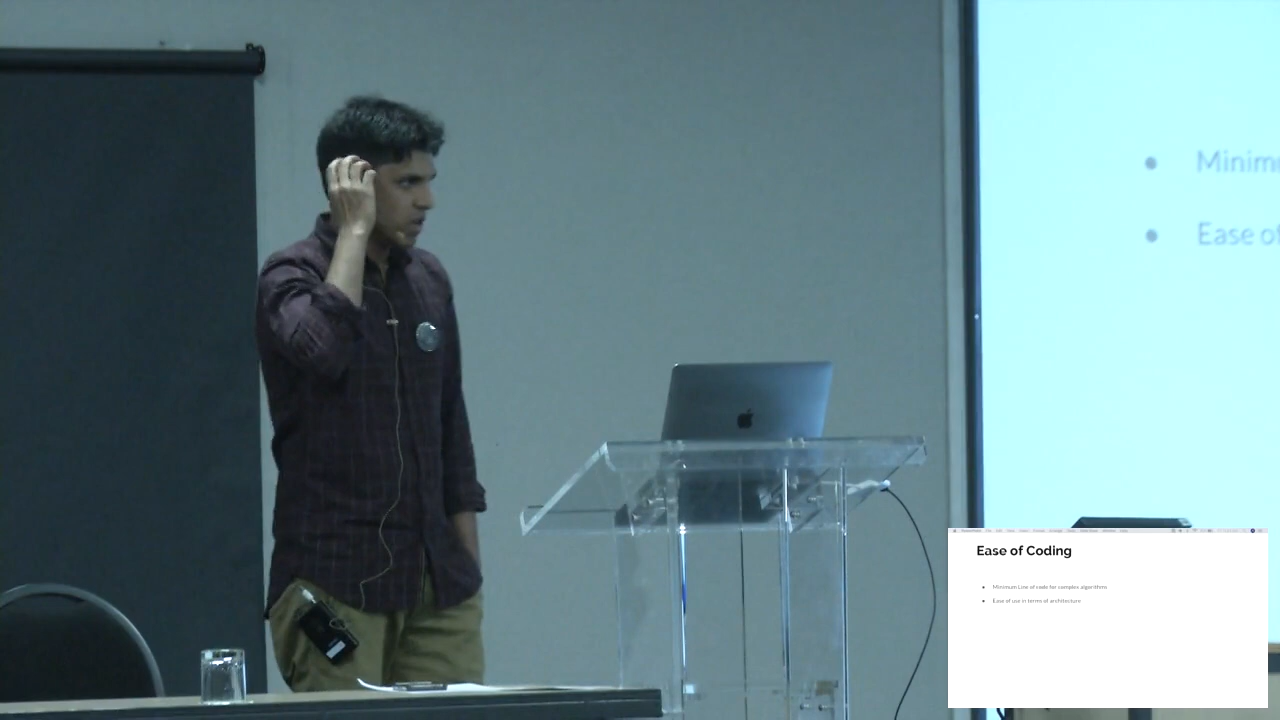 Minim
Ease of
Ease of Coding
Minimum Line of code for complex algorithms
Ease of use in terms of architecture